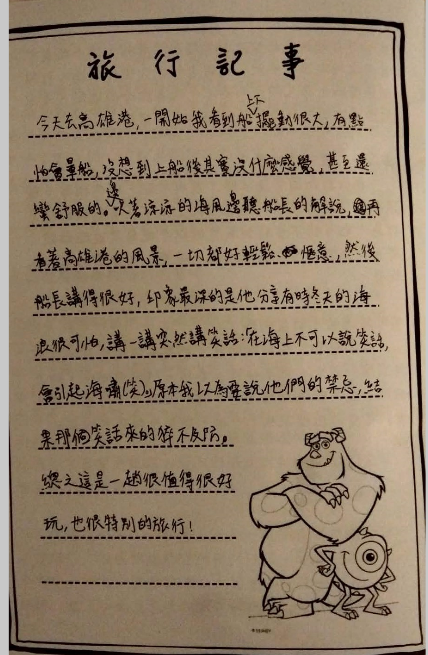 旅行記事
今天去高雄港,一開始我看到船上下擺動很大,有點
怕會暈船,沒想到上船後其實沒什麼感覺,甚至還
蠻舒服的。邊吹著涼涼的海風邊聽船長的解說,再
看著高雄港的風景,一切都好輕鬆愜意,然後
船長講得很好,印象最深的是他分享有時冬天的海
浪很可怕,講一講突然講笑話:「在海上不可以說笑話,
會引起海嘯(笑)」原本我以為要說他們的禁忌,結
果那個笑話來的猝不及防。
總之這是一趟很值得很好
玩,也很特別的旅行!